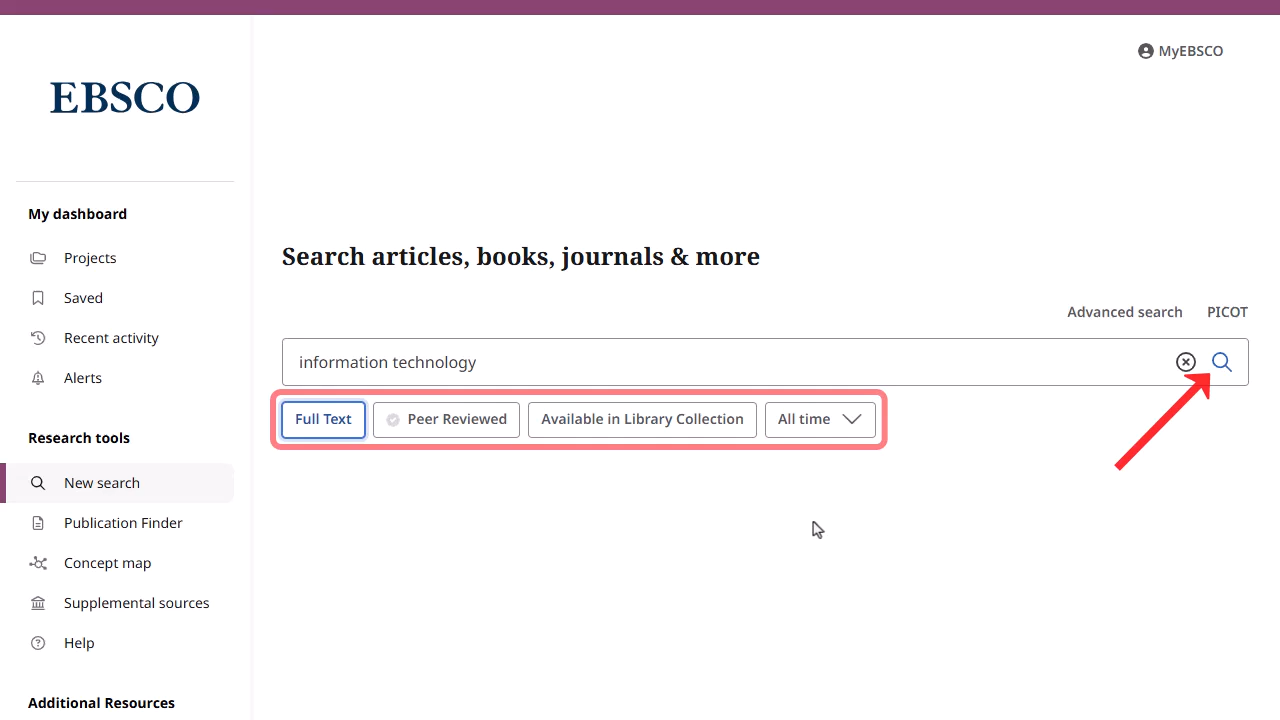 MyEBSCO
EBSCO
My dashboard
Projects
Saved
Recent activity
Alerts
Research tools
New search
Publication Finder
Concept map
Supplemental sources
Help
Additional Resources
Search articles, books, journals & more
Advanced search PICOT
information technology
Full Text Peer Reviewed Available in Library Collection All time